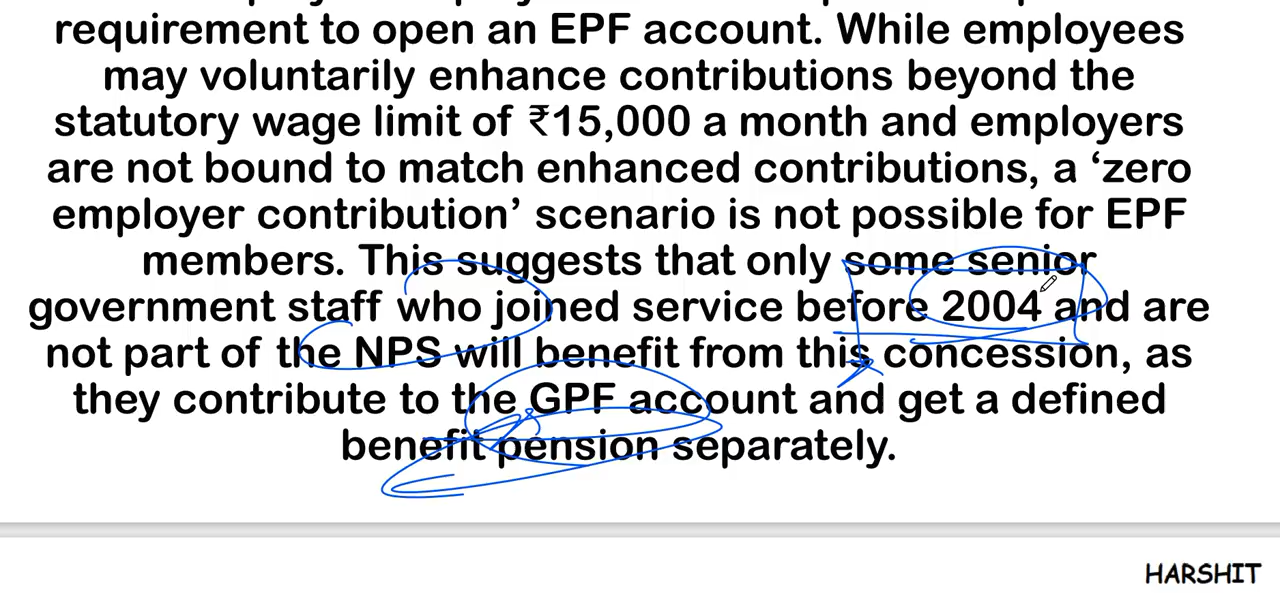 requirement to open an EPF account. While employees
may voluntarily enhance contributions beyond the
statutory wage limit of ₹15,000 a month and employers
are not bound to match enhanced contributions, a ‘zero
employer contribution’ scenario is not possible for EPF
members. This suggests that only some senior
government staff who joined service before 2004 and are
not part of the NPS will benefit from this concession, as
they contribute to the GPF account and get a defined
benefit pension separately.
HARSHIT